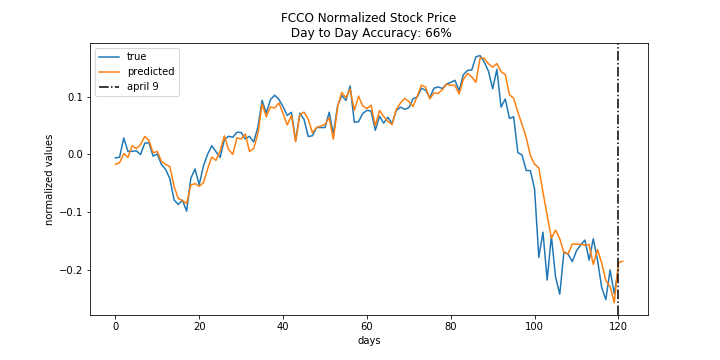 FCCO Normalized Stock Price
Day to Day Accuracy: 66%
true
predicted
april 9
normalized values
0.1
0.0
−0.1
−0.2
0
20
40
60
80
100
120
days